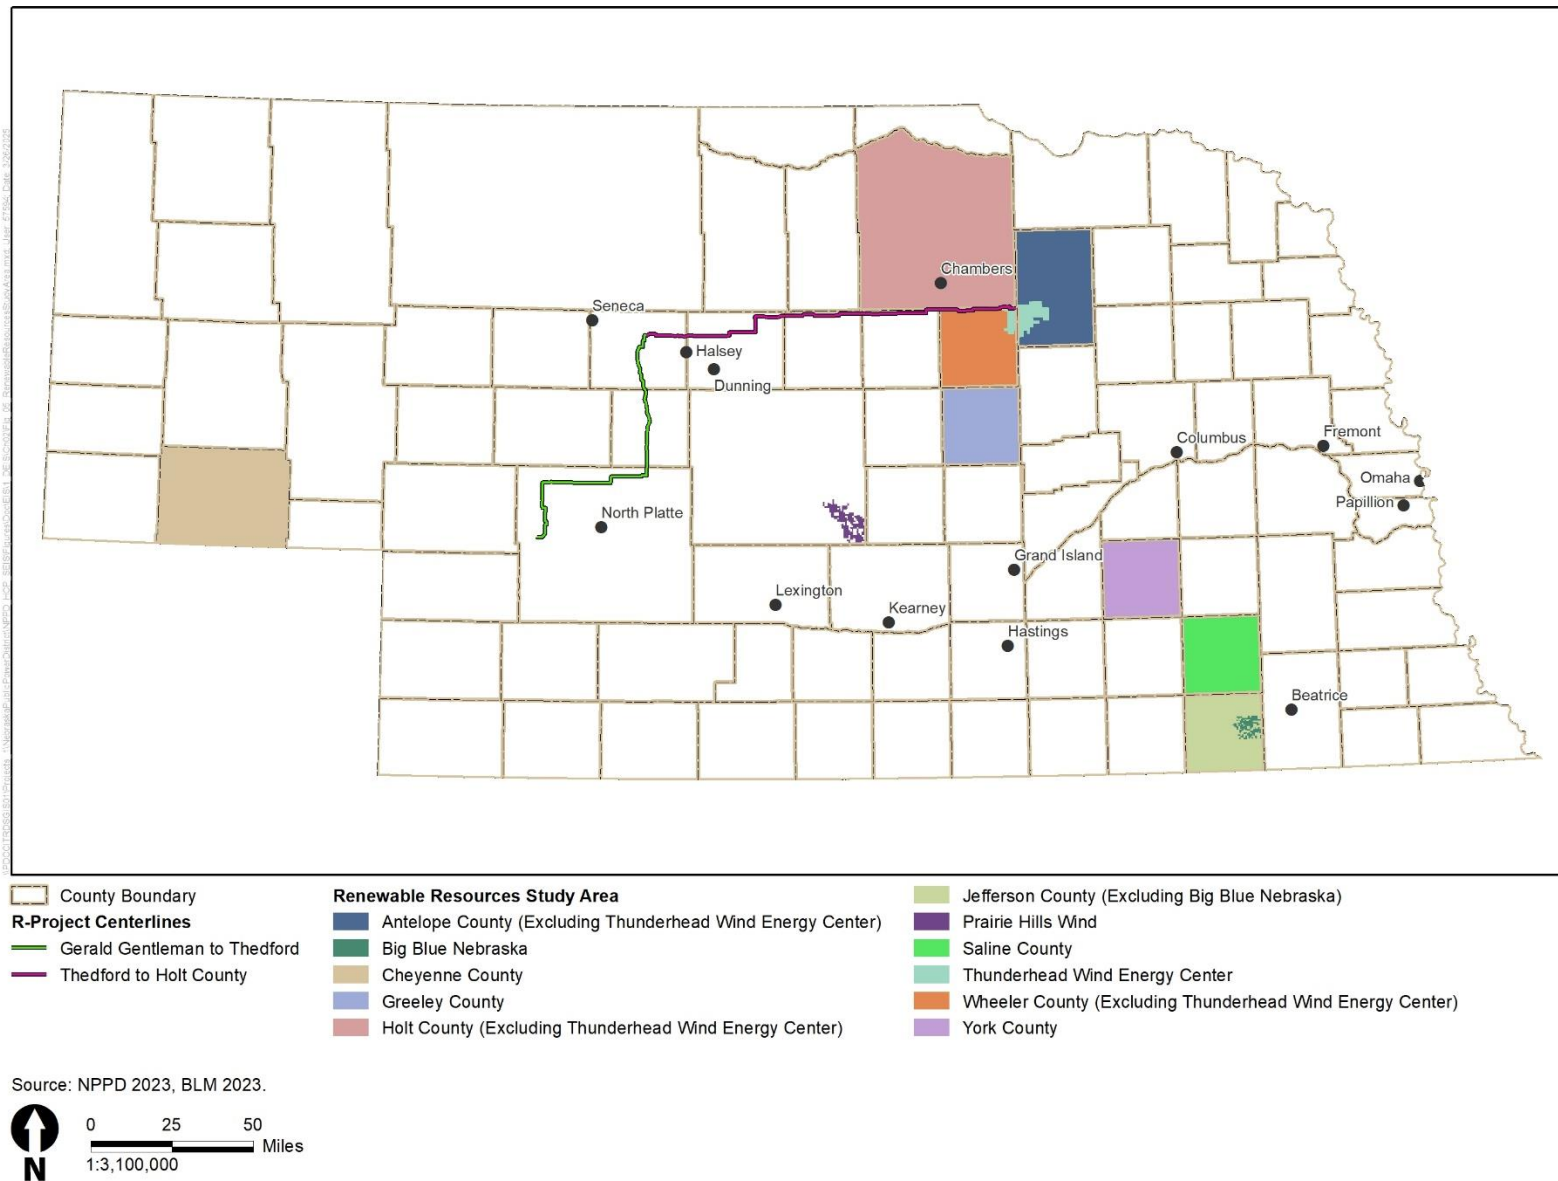 Chambers
Seneca
Halsey
Dunning
Columbus
Fremont
Omaha
Papillion
North Platte
Grand Island
Lexington
Kearney
Hastings
Beatrice
County Boundary
R-Project Centerlines
Gerald Gentleman to Thedford
Thedford to Holt County
Renewable Resources Study Area
Antelope County (Excluding Thunderhead Wind Energy Center)
Big Blue Nebraska
Cheyenne County
Greeley County
Holt County (Excluding Thunderhead Wind Energy Center)
Jefferson County (Excluding Big Blue Nebraska)
Prairie Hills Wind
Saline County
Thunderhead Wind Energy Center
Wheeler County (Excluding Thunderhead Wind Energy Center)
York County
Source: NPPD 2023, BLM 2023.
0 25 50
Miles
1:3,100,000
N